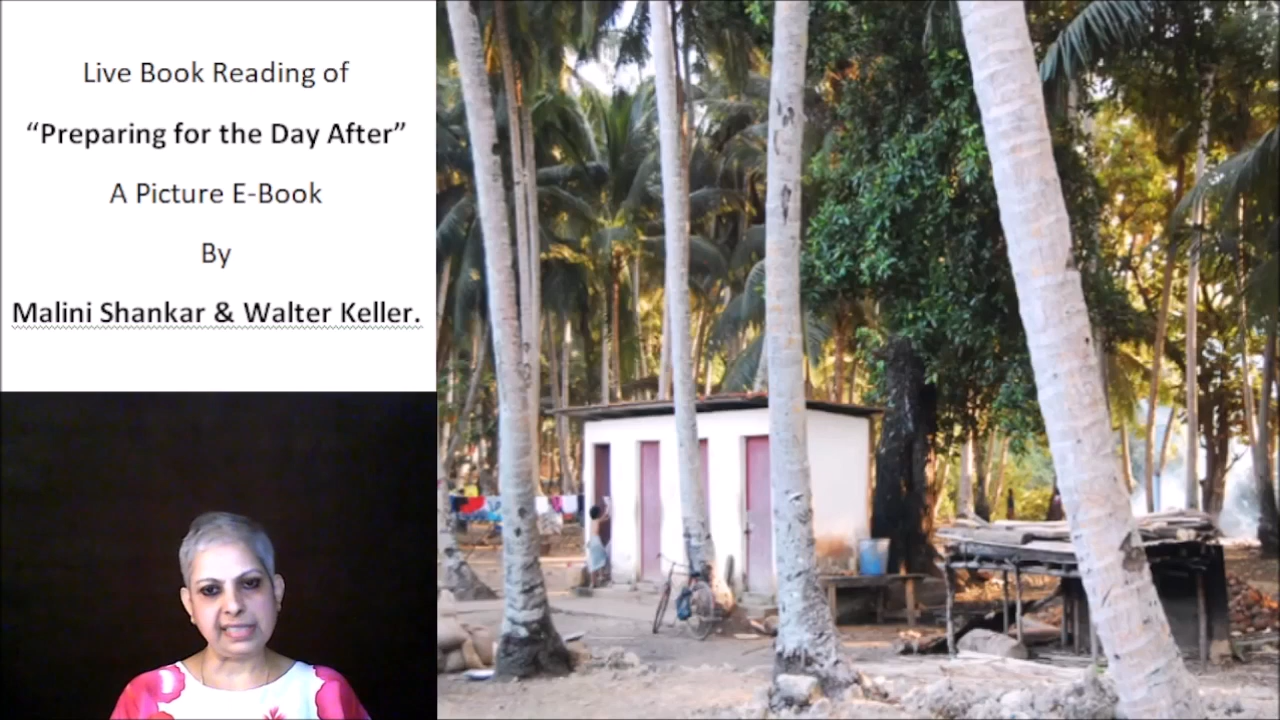 Live Book Reading of
“Preparing for the Day After”
A Picture E-Book
By
Malini Shankar & Walter Keller.